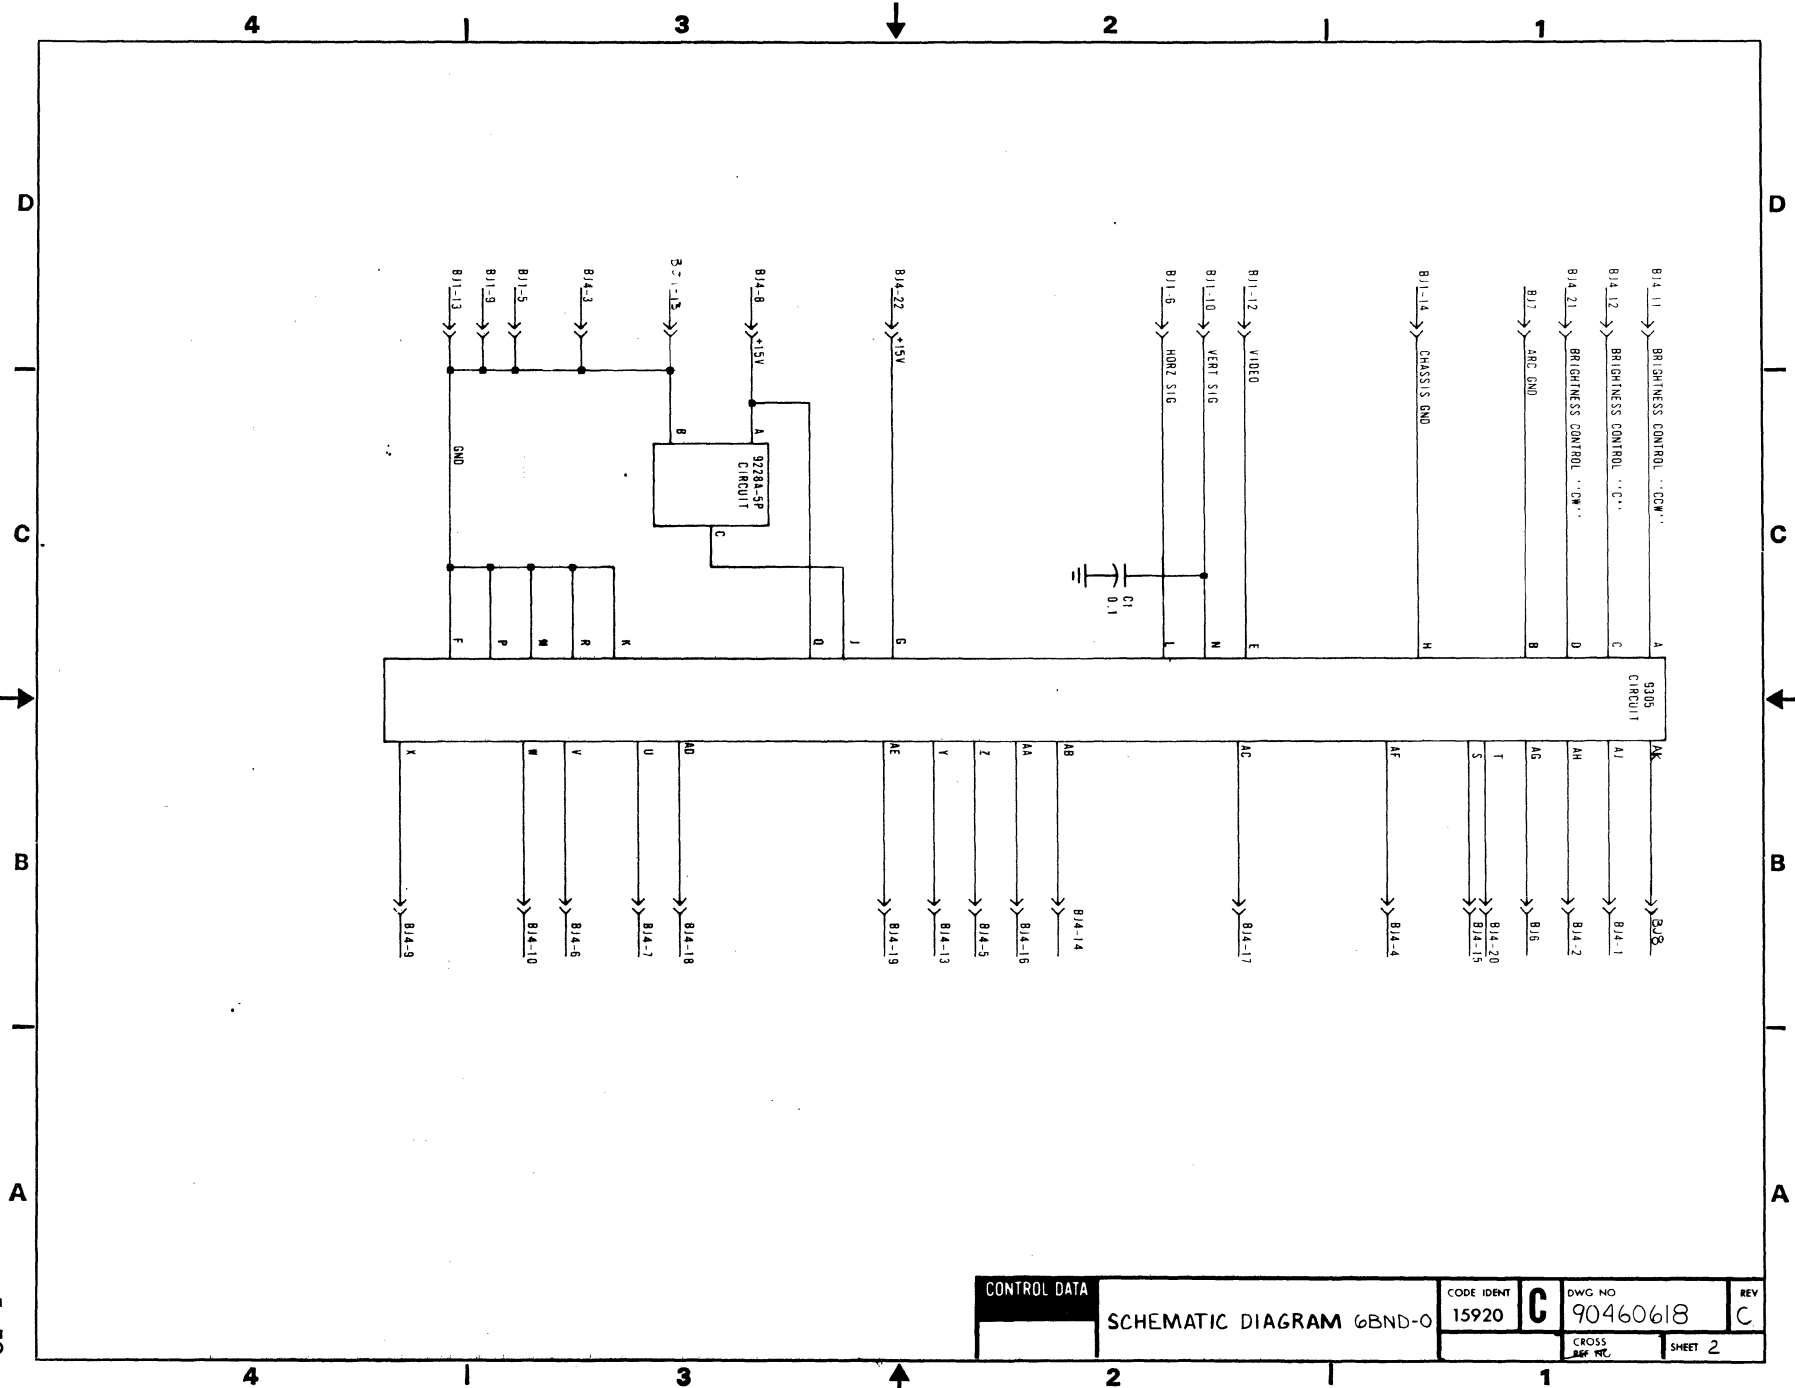 4 3 2 1
D D
BJ1-13
BJ1-9
BJ1-5
BJ4-3
BJ4-8
BJ4-22
BJ1-6
BJ1-10
BJ1-12
BJ1-14
BJ7
BJ4-21
BJ4-12
BJ4-11
+15V
+15V
HORZ SIG
VERT SIG
VIDEO
CHASSIS GND
ARC GND
BRIGHTNESS CONTROL ''CW''
BRIGHTNESS CONTROL ''C''
BRIGHTNESS CONTROL ''CCW''
GND
B
A
9228A-5P
CIRCUIT
C
C C
C1
0.1
F P M R K Q J G L N E H B D C A
9305
CIRCUIT
X W V U AD AE Y Z AA AB AC AF S T AG AH AJ AK
B B
BJ4-9
BJ4-10
BJ4-6
BJ4-7
BJ4-18
BJ4-19
BJ4-13
BJ4-5
BJ4-16
BJ4-14
BJ4-17
BJ4-4
BJ4-15
BJ4-20
BJ6
BJ4-2
BJ4-1
BJ8
A A
CONTROL DATA
SCHEMATIC DIAGRAM 6BND-0
CODE IDENT
15920
C
DWG NO
90460618
REV
C
CROSS
REF NO
SHEET 2
4 3 2 1